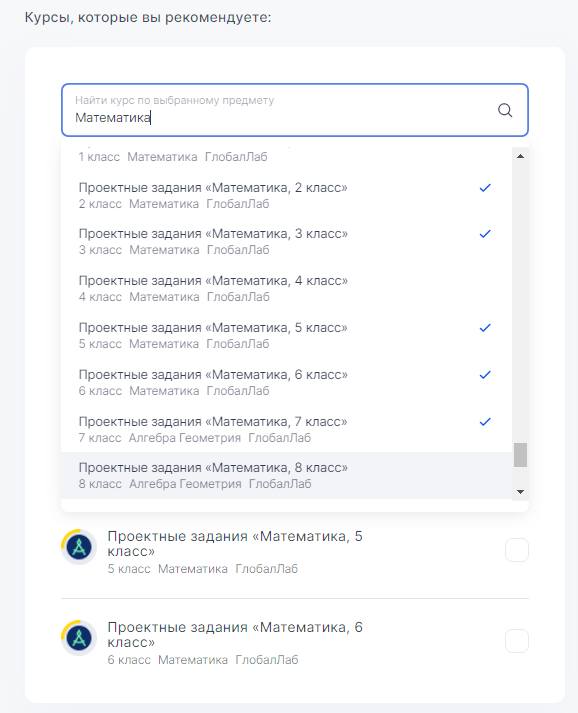 Курсы, которые вы рекомендуете:
Найти курс по выбранному предмету
Математика
1 класс Математика ГлобалЛаб
Проектные задания «Математика, 2 класс»
2 класс Математика ГлобалЛаб
Проектные задания «Математика, 3 класс»
3 класс Математика ГлобалЛаб
Проектные задания «Математика, 4 класс»
4 класс Математика ГлобалЛаб
Проектные задания «Математика, 5 класс»
5 класс Математика ГлобалЛаб
Проектные задания «Математика, 6 класс»
6 класс Математика ГлобалЛаб
Проектные задания «Математика, 7 класс»
7 класс Алгебра Геометрия ГлобалЛаб
Проектные задания «Математика, 8 класс»
8 класс Алгебра Геометрия ГлобалЛаб
Проектные задания «Математика, 5
класс»
5 класс Математика ГлобалЛаб
Проектные задания «Математика, 6
класс»
6 класс Математика ГлобалЛаб